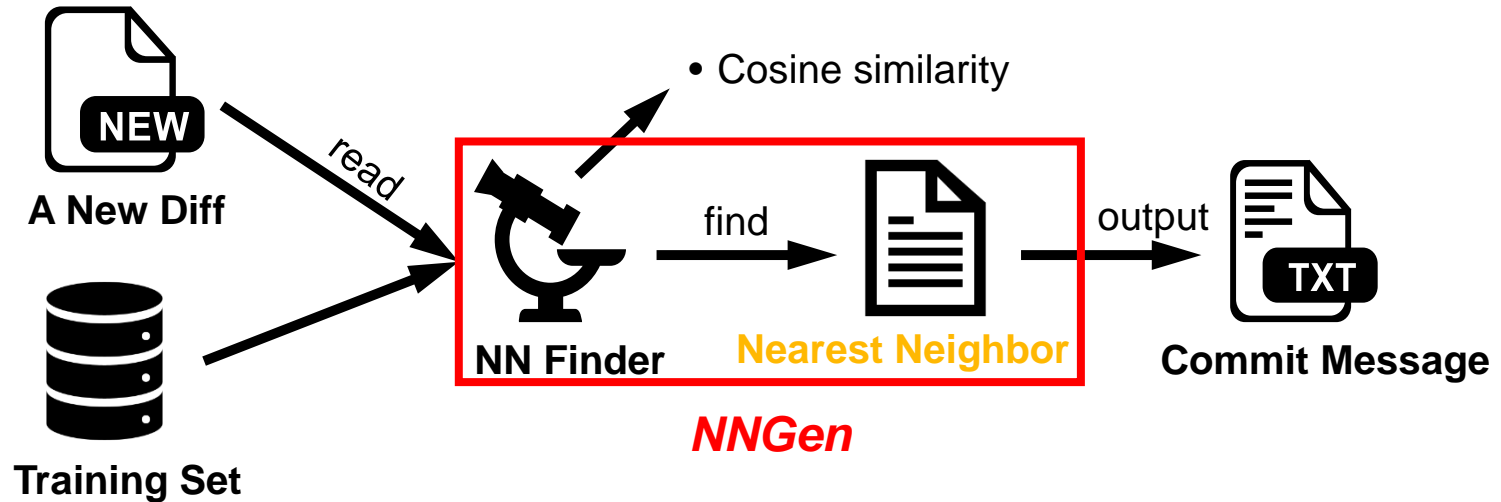 NEW
A New Diff
read
Training Set
• Cosine similarity
NN Finder
find
Nearest Neighbor
NNGen
output
TXT
Commit Message